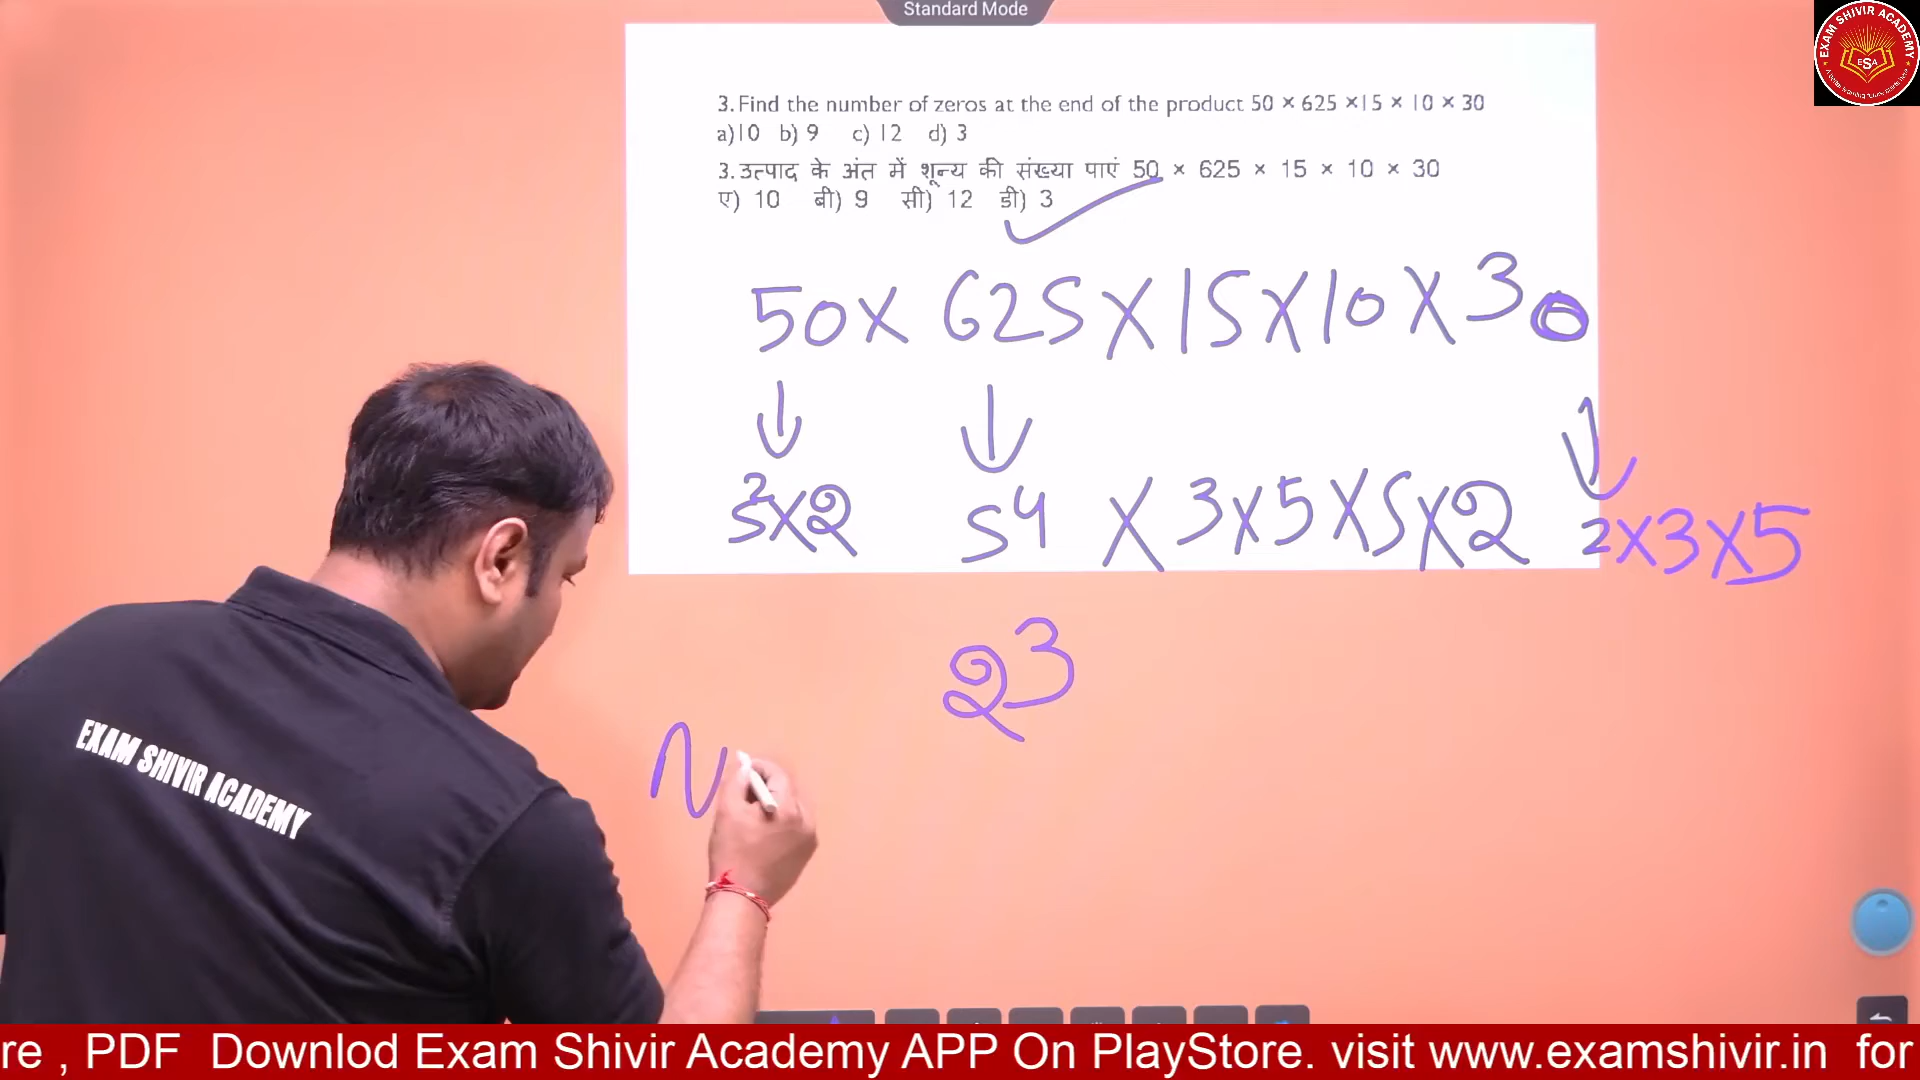 Standard Mode
EXAM SHIVIR ACADEMY
ESA
3. Find the number of zeros at the end of the product 50 × 625 ×15 × 10 × 30
a)10 b) 9 c) 12 d) 3
3. उत्पाद के अंत में शून्य की संख्या पाएं 50 × 625 × 15 × 10 × 30
ए) 10 बी) 9 सी) 12 डी) 3
50 × 625 × 15 × 10 × 30
5² × 2 5⁴ × 3 × 5 × 5 × 2 2 × 3 × 5
2³
N
EXAM SHIVIR ACADEMY
re , PDF Downlod Exam Shivir Academy APP On PlayStore. visit www.examshivir.in for